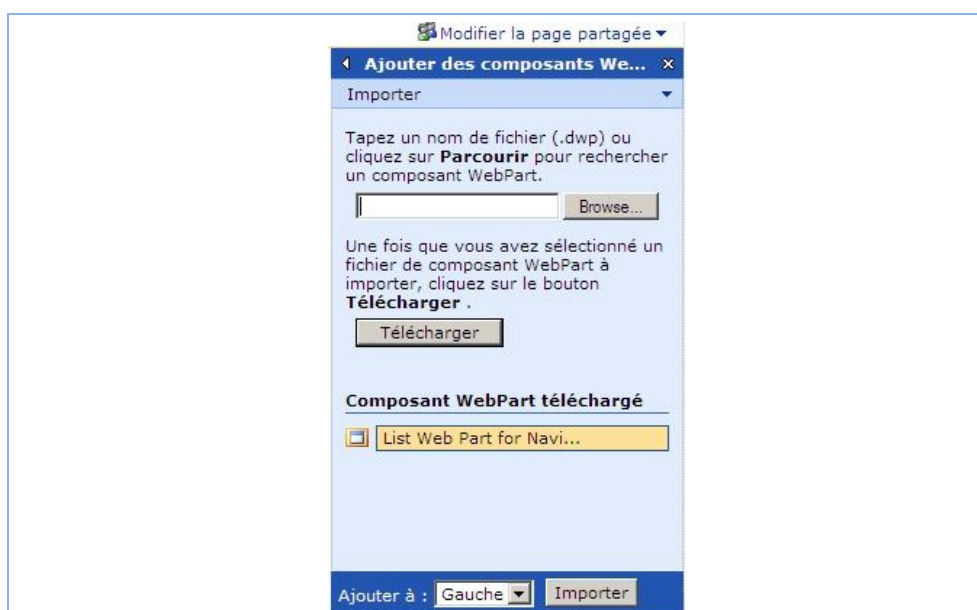 Modifier la page partagée
Ajouter des composants We...
Importer
Tapez un nom de fichier (.dwp) ou
cliquez sur Parcourir pour rechercher
un composant WebPart.
Browse...
Une fois que vous avez sélectionné un
fichier de composant WebPart à
importer, cliquez sur le bouton
Télécharger .
Télécharger
Composant WebPart téléchargé
List Web Part for Navi...
Ajouter à : Gauche Importer